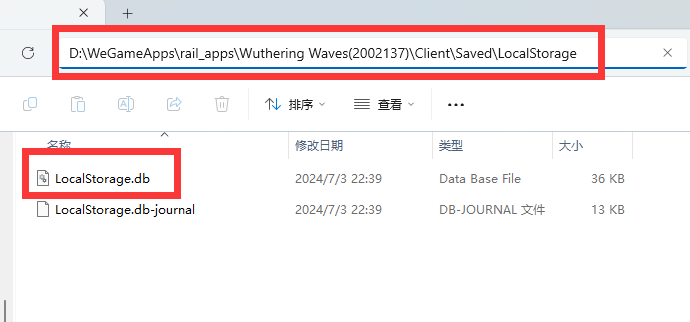 D:\WeGameApps\rail_apps\Wuthering Waves(2002137)\Client\Saved\LocalStorage
排序
查看
名称 修改日期 类型 大小
LocalStorage.db 2024/7/3 22:39 Data Base File 36 KB
LocalStorage.db-journal 2024/7/3 22:39 DB-JOURNAL 文件 13 KB